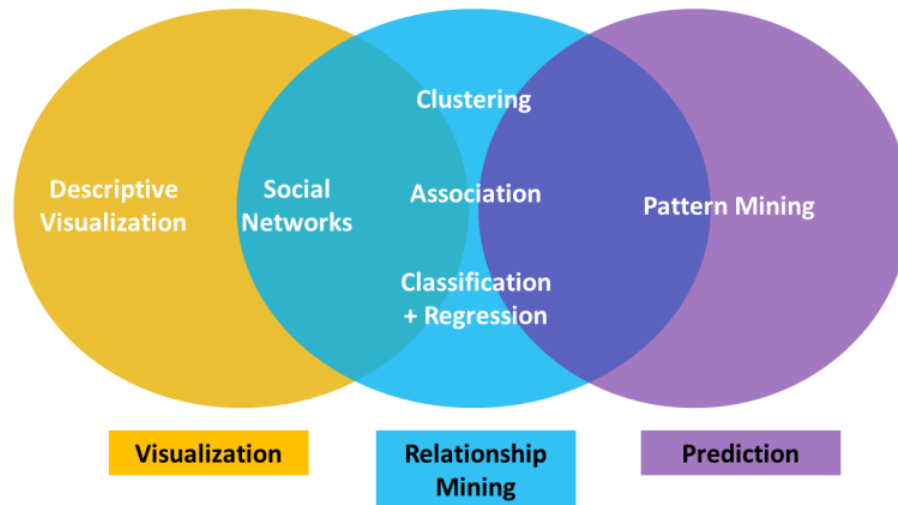 Clustering
Descriptive
Visualization
Social
Networks
Association
Pattern Mining
Classification
+ Regression
Visualization
Relationship
Mining
Prediction